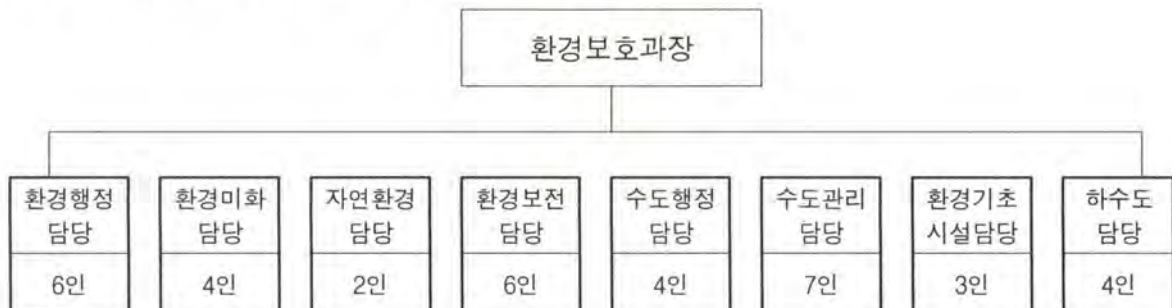 환경보호과장
환경행정 담당
환경미화 담당
자연환경 담당
환경보전 담당
수도행정 담당
수도관리 담당
환경기초 시설담당
하수도 담당
6인
4인
2인
6인
4인
7인
3인
4인